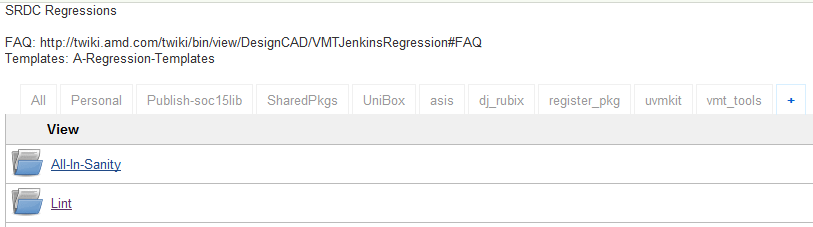 SRDC Regressions
FAQ: http://twiki.amd.com/twiki/bin/view/DesignCAD/VMTJenkinsRegression#FAQ
Templates: A-Regression-Templates
All Personal Publish-soc15lib SharedPkgs UniBox asis dj_rubix register_pkg uvmkit vmt_tools +
View
All-In-Sanity
Lint